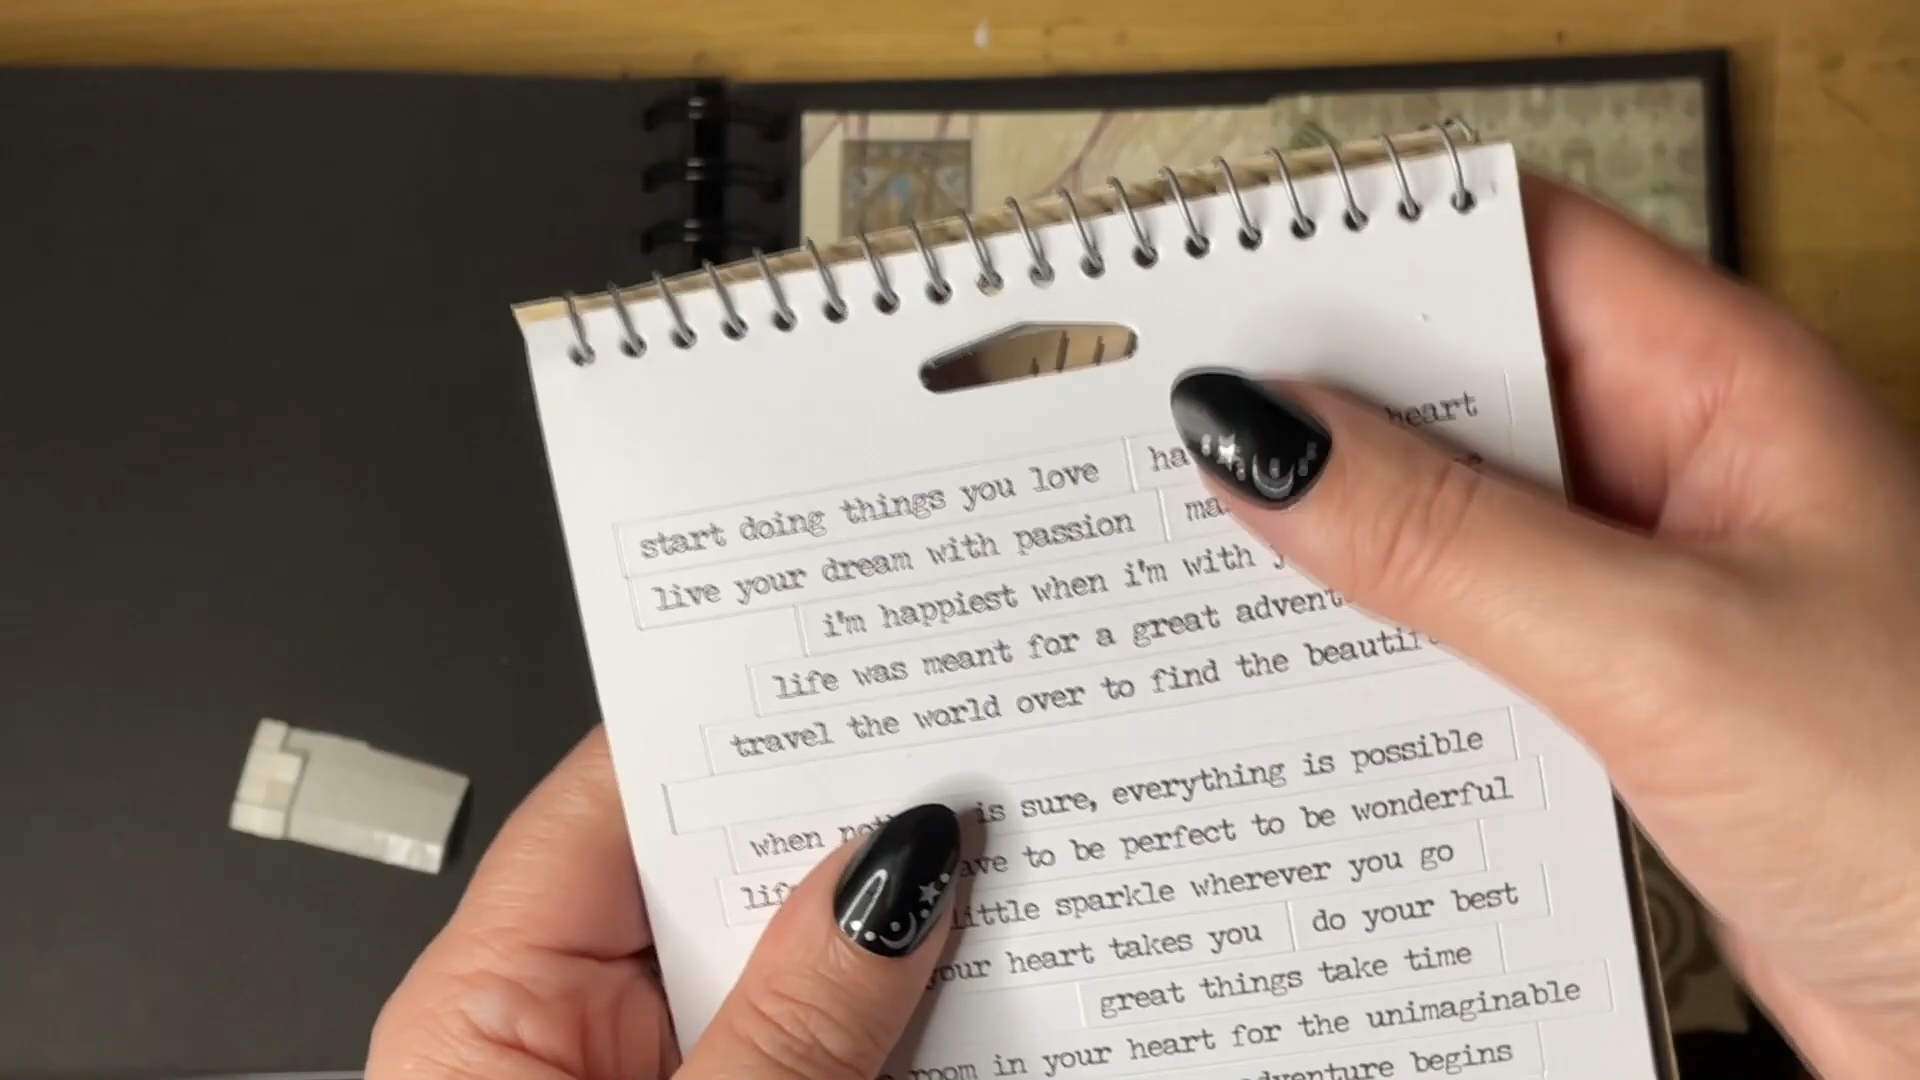 start doing things you love heart
live your dream with passion
i'm happiest when i'm with
life was meant for a great
travel the world over to find the
when is sure, everything is possible
to be perfect to be wonderful
little sparkle wherever you go
your heart takes you do your best
great things take time
room in your heart for the unimaginable
adventure begins